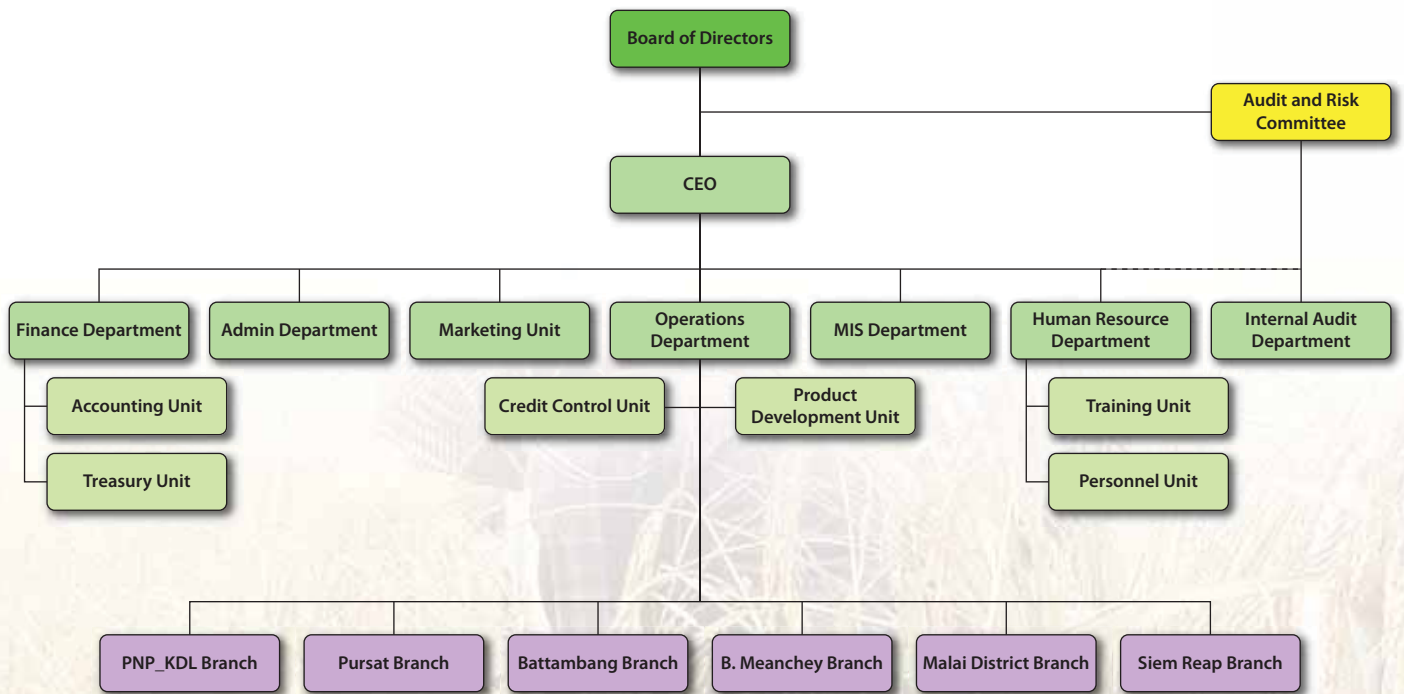 Board of Directors
Audit and Risk
Committee
CEO
Finance Department
Admin Department
Marketing Unit
Operations
Department
MIS Department
Human Resource
Department
Internal Audit
Department
Accounting Unit
Credit Control Unit
Product
Development Unit
Training Unit
Treasury Unit
Personnel Unit
PNP_KDL Branch
Pursat Branch
Battambang Branch
B. Meanchey Branch
Malai District Branch
Siem Reap Branch